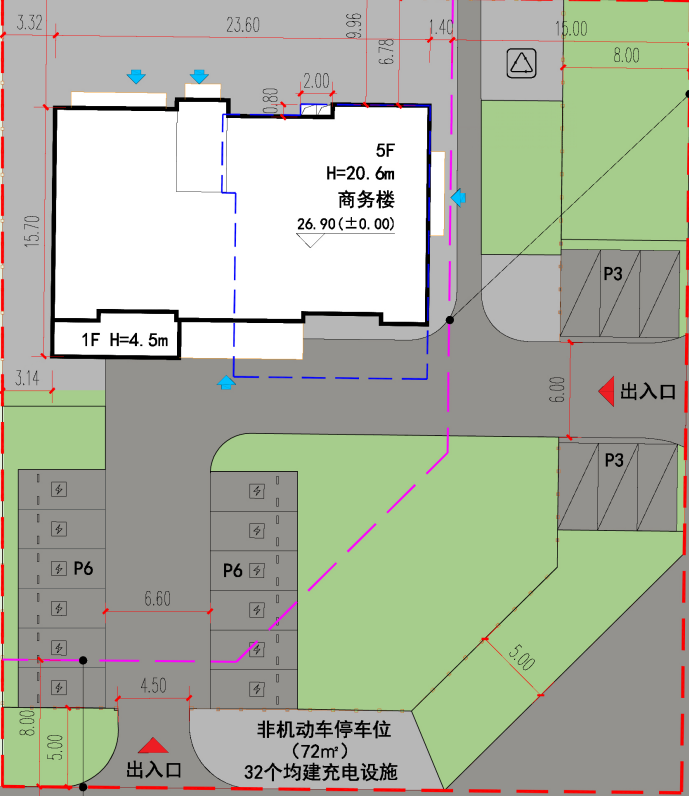 3.32
23.60
9.96
6.78
1.40
15.00
8.00
2.00
0.80
5F
H=20.6m
商务楼
26.90(±0.00)
15.70
P3
1F H=4.5m
3.14
6.00
出入口
P3
P6
P6
6.60
5.00
4.50
8.00
5.00
非机动车停车位
(72㎡)
32个均建充电设施
出入口